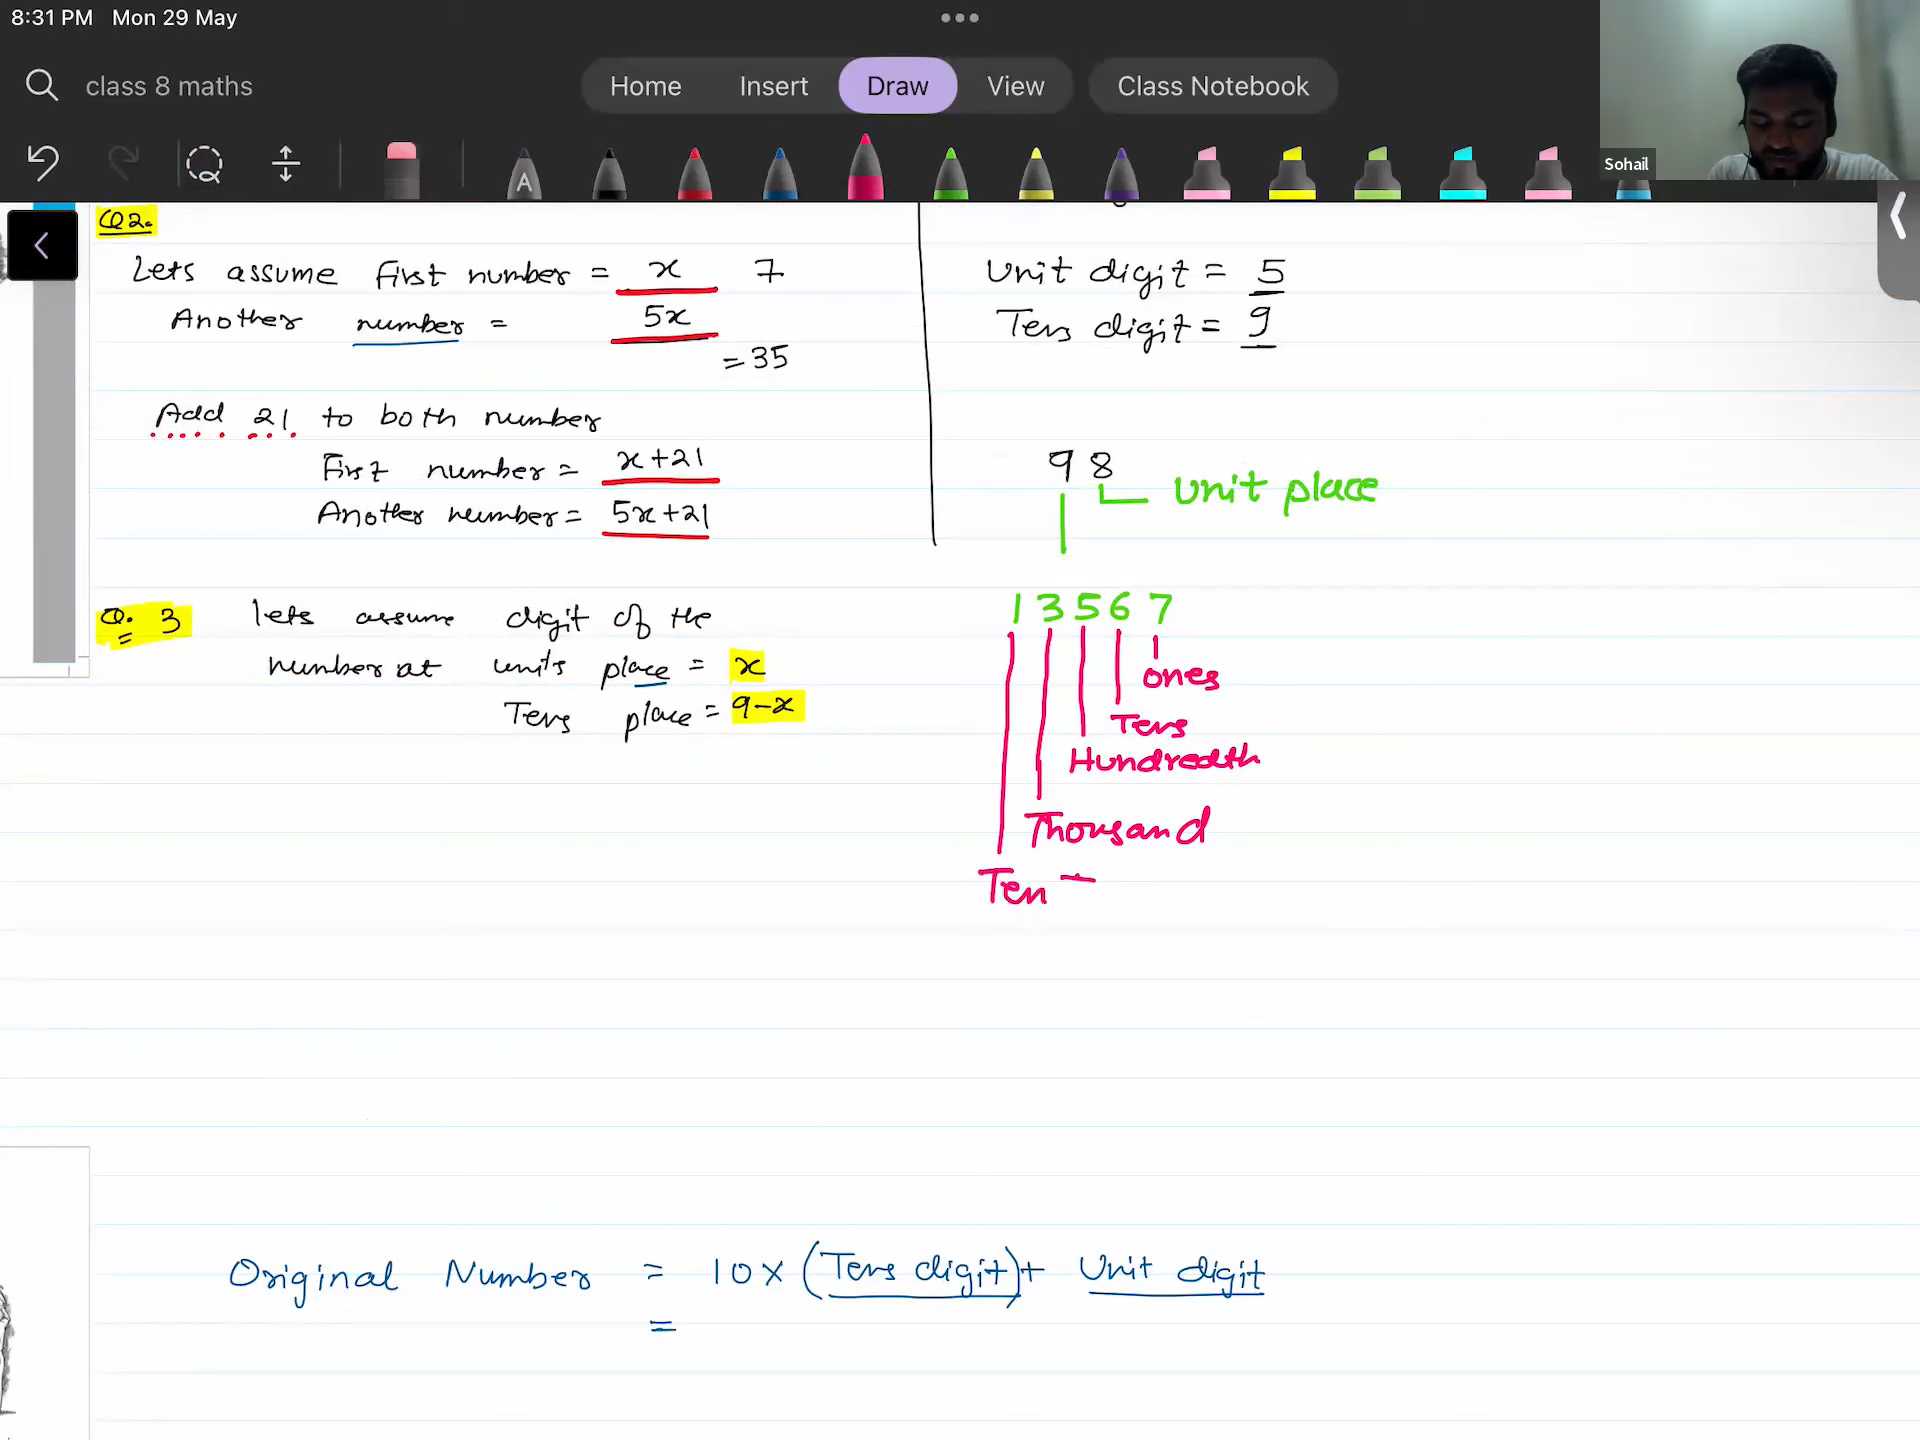 8:31 PM Mon 29 May
class 8 maths
Home Insert Draw View Class Notebook
A
Sohail
Q2.
Lets assume First number = x 7
Another number = 5x
= 35
Add 21 to both number
First number = x+21
Another number = 5x+21
Unit digit = 5
Tens digit = 9
98
Unit place
Q. 3 lets assume digit of the
number at units place = x
Tens place = 9-x
13567
ones
Tens
Hundredth
Thousand
Ten
Original Number = 10x (Tens digit)+ Unit digit
=